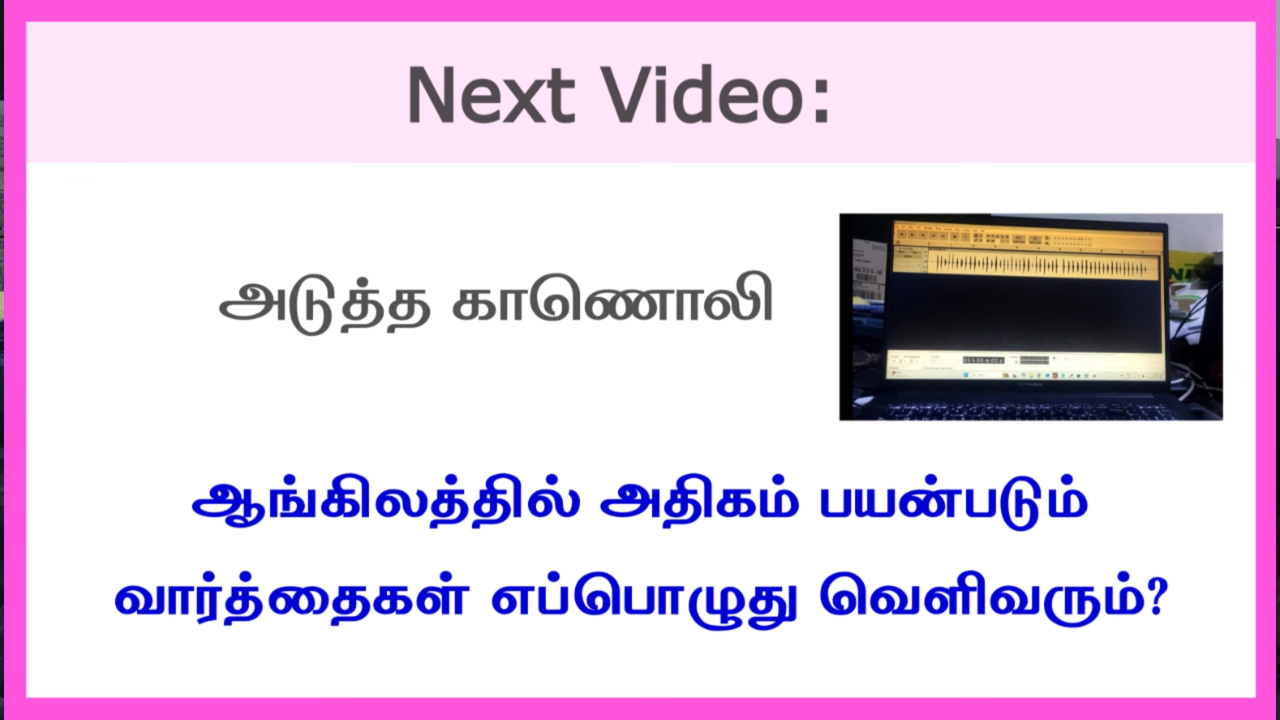 Next Video:
அடுத்த காணொலி
ஆங்கிலத்தில் அதிகம் பயன்படும்
வார்த்தைகள் எப்பொழுது வெளிவரும்?